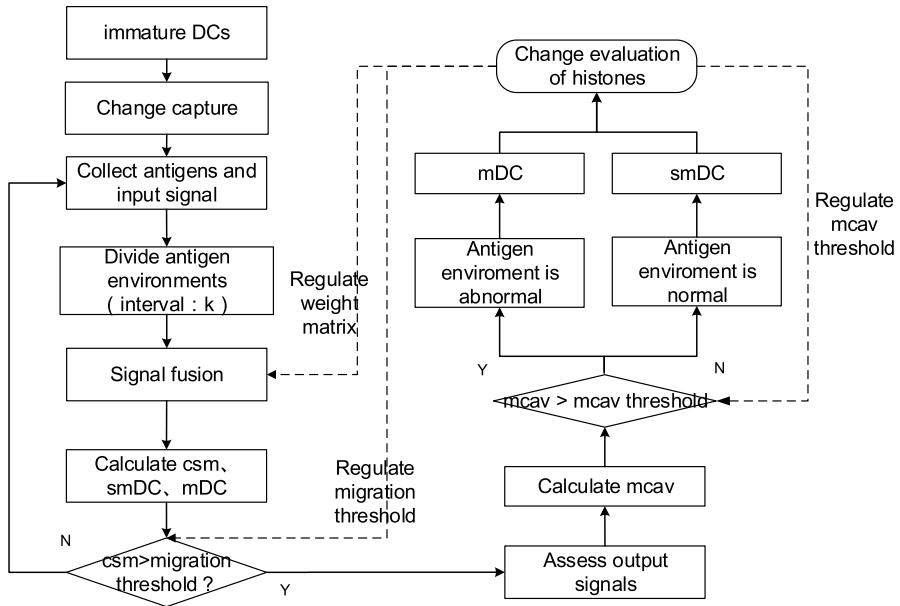 immature DCs
Change capture
Collect antigens and
input signal
Divide antigen
environments
( interval : k )
Signal fusion
Calculate csm、
smDC、mDC
N
csm>migration
threshold ?
Y
Regulate
weight
matrix
Regulate
migration
threshold
Change evaluation
of histones
mDC
smDC
Regulate
mcav
threshold
Antigen
enviroment is
abnormal
Antigen
enviroment is
normal
Y
N
mcav > mcav threshold
Calculate mcav
Assess output
signals